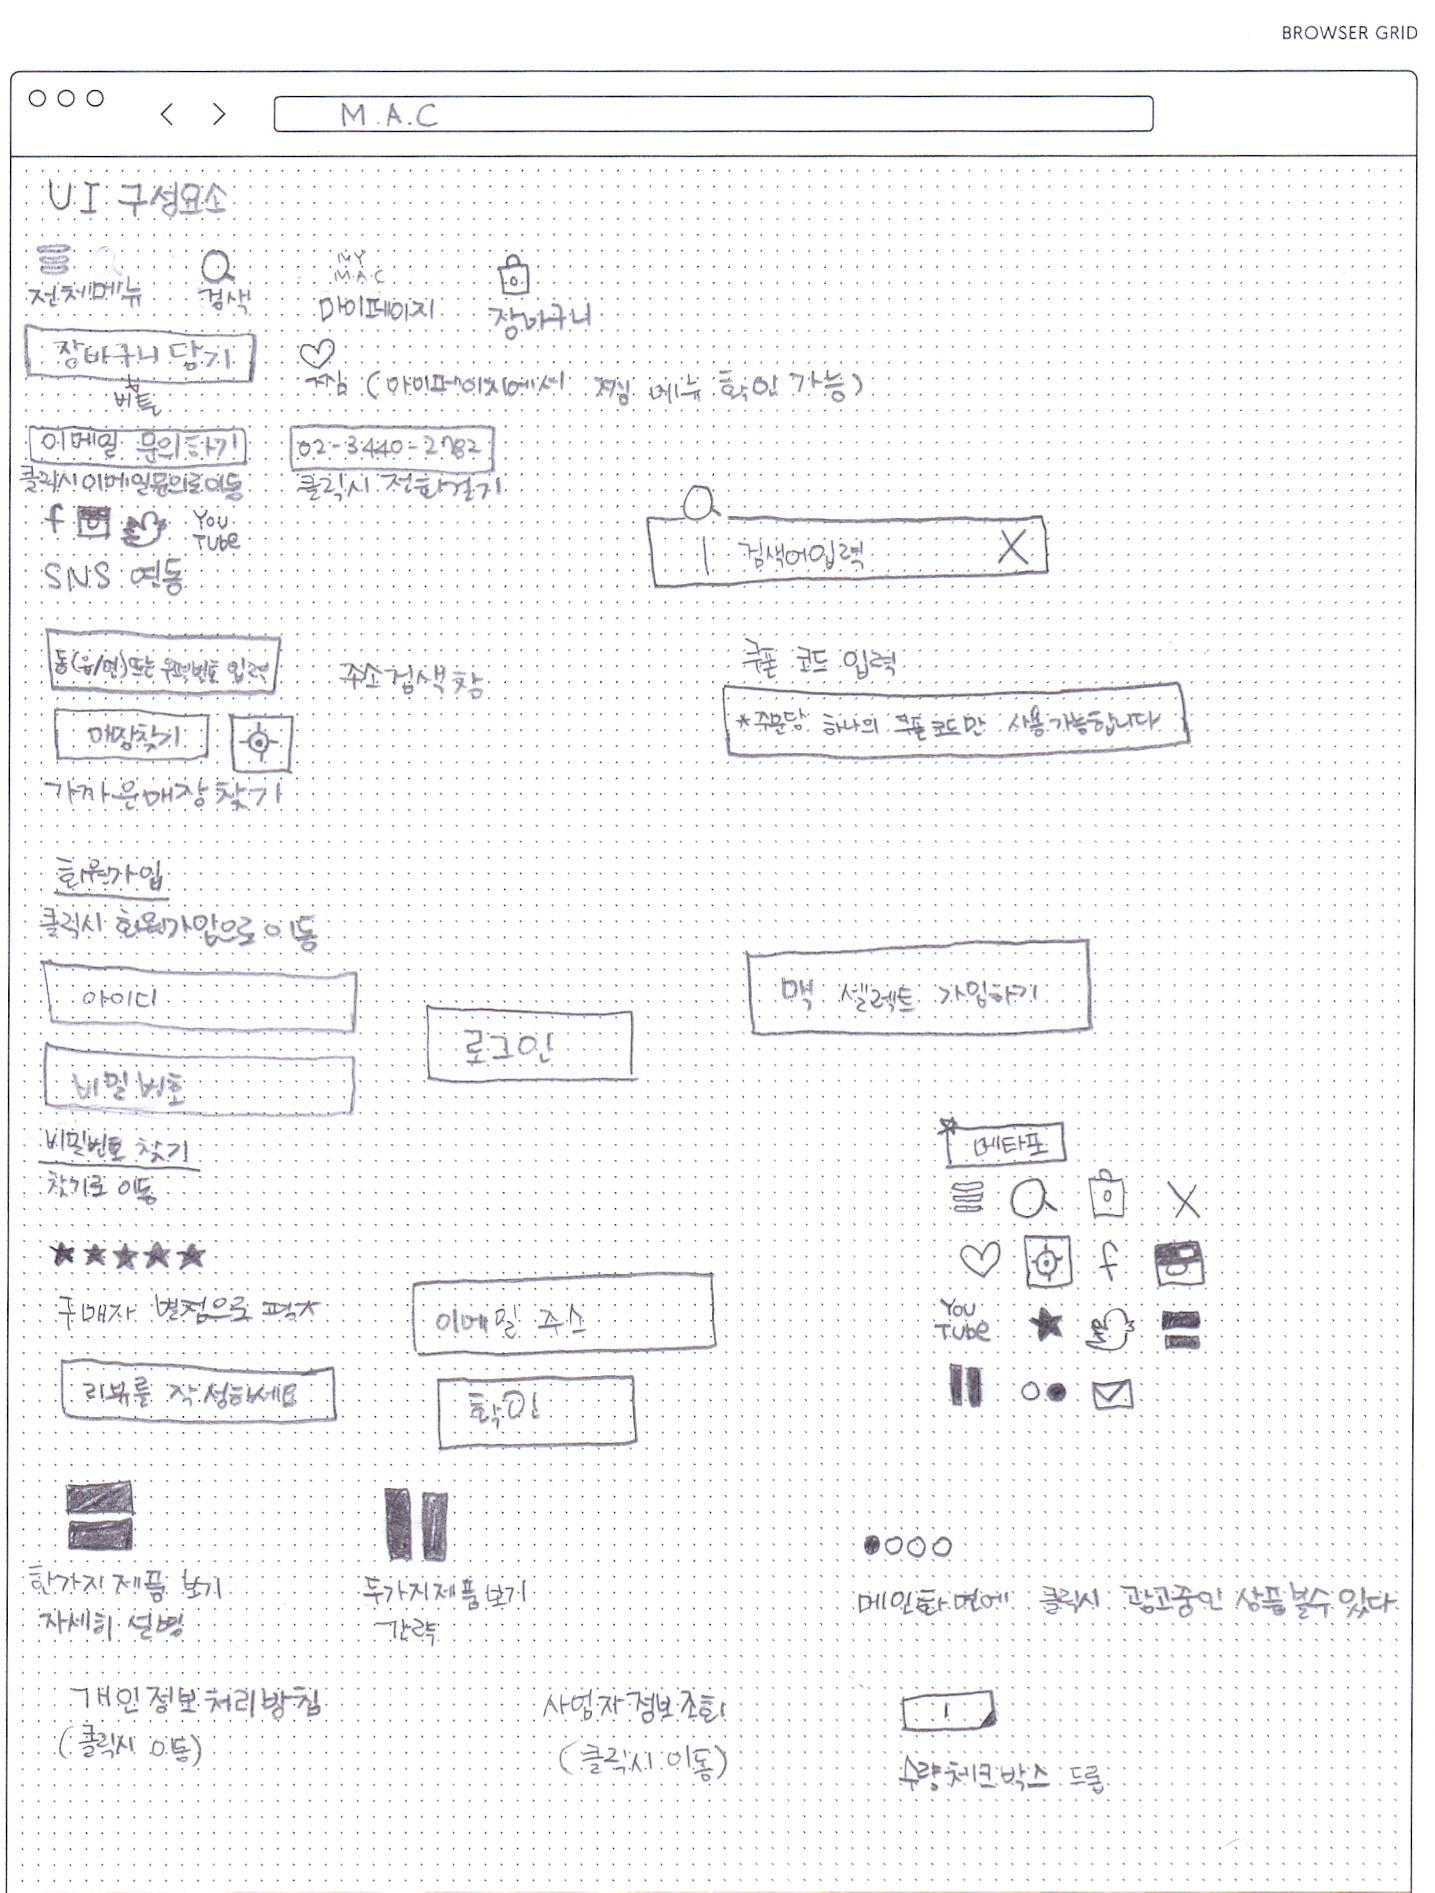 BROWSER GRID
M.A.C
UI 구성요소
MY
M.A.C
전체메뉴
검색
마이페이지
장바구니
장바구니 담기
버튼
찜 (마이페이지에서 찜 메뉴 확인 가능)
이메일 문의하기
02-3440-2782
클릭시 이메일문의로 이동
클릭시 전화걸기
f
YOU
TUbe
SNS 연동
| 검색어입력 X
동(읍/면)또는 우편번호 입력
주소검색창
쿠폰 코드 입력
*주문당 하나의 쿠폰코드만 사용가능합니다
매장찾기
가까운매장찾기
회원가입
클릭시 회원가입으로 이동
아이디
로그인
맥 셀렉트 가입하기
비밀번호
비밀번호 찾기
찾기로 이동
메타포
X
f
★★★★★
구매자 별점으로 평가
이메일 주소
YOU
TUbe
리뷰를 작성하세요
확인
한가지 제품 보기
자세히 설명
두가지제품보기
간략
메인화면에 클릭시 광고중인 상품볼수 있다
개인정보처리방침
(클릭시 이동)
사업자정보조회
(클릭시 이동)
1
수량체크박스 드롭